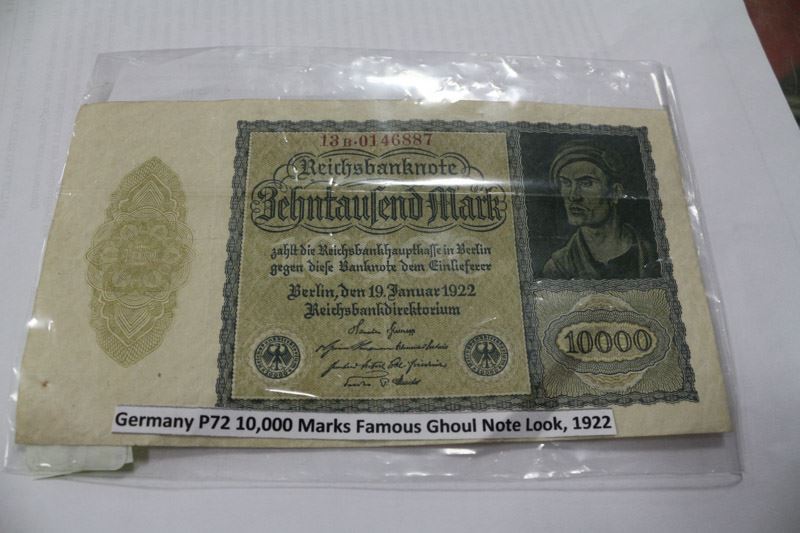 13B·0146887
Reichsbanknote
Zehntausend Mark
zahlt die Reichsbankhauptkasse in Berlin
gegen diese Banknote dem Einlieferer
Berlin, den 19. Januar 1922
Reichsbankdirektorium
10000
Germany P72 10,000 Marks Famous Ghoul Note Look, 1922